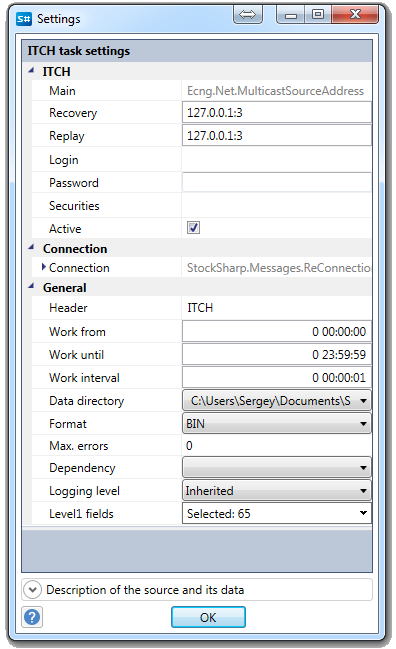 S# Settings
ITCH task settings
ITCH
Main Ecng.Net.MulticastSourceAddress
Recovery 127.0.0.1:3
Replay 127.0.0.1:3
Login
Password
Securities
Active
Connection
Connection StockSharp.Messages.ReConnection
General
Header ITCH
Work from 0 00:00:00
Work until 0 23:59:59
Work interval 0 00:00:01
Data directory C:\Users\Sergey\Documents\S
Format BIN
Max. errors 0
Dependency
Logging level Inherited
Level1 fields Selected: 65
Description of the source and its data
? OK